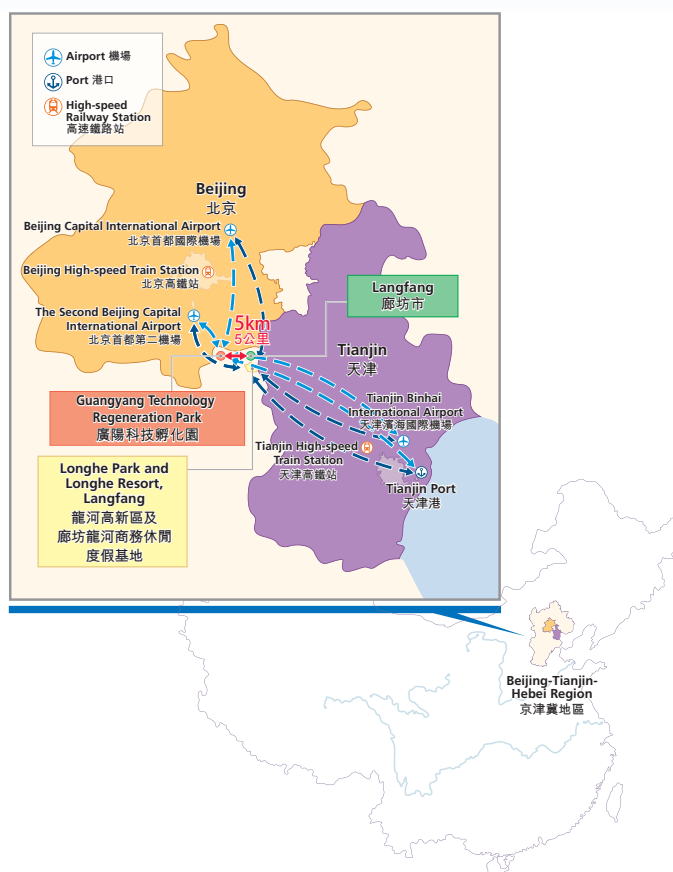 Airport 機場
Port 港口
High-speed
Railway Station
高速鐵路站
Beijing
北京
Beijing Capital International Airport
北京首都國際機場
Beijing High-speed Train Station
北京高鐵站
The Second Beijing Capital
International Airport
北京首都第二機場
5km
5公里
Langfang
廊坊市
Tianjin
天津
Guangyang Technology
Regeneration Park
廣陽科技孵化園
Tianjin Binhai
International Airport
天津濱海國際機場
Tianjin High-speed
Train Station
天津高鐵站
Longhe Park and
Longhe Resort,
Langfang
龍河高新區及
廊坊龍河商務休閒
度假基地
Tianjin Port
天津港
Beijing-Tianjin-
Hebei Region
京津冀地區